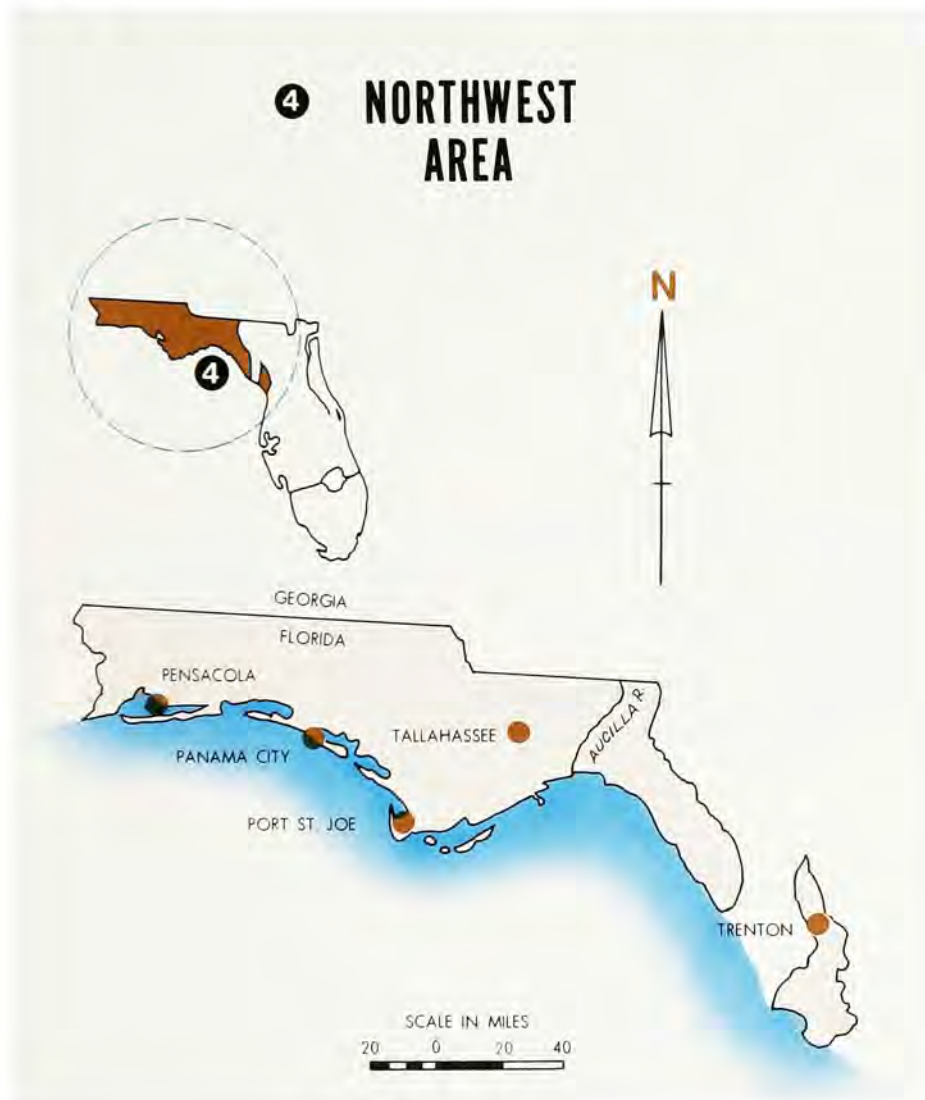 4 NORTHWEST
AREA
N
4
GEORGIA
FLORIDA
PENSACOLA
TALLAHASSEE
AUCILLA R.
PANAMA CITY
PORT ST. JOE
TRENTON
SCALE IN MILES
20 0 20 40